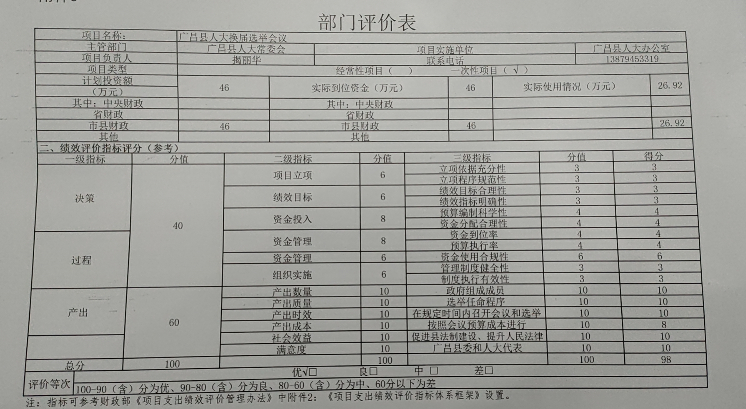 部门评价表
项目名称: 广昌县人大换届选举会议
主管部门 广昌县人大常委会 项目实施单位 广昌县人大办公室
项目负责人 揭丽华 联系电话 13879453319
项目类型 经常性项目（ ） 一次性项目（√）
计划投资额（万元） 46 实际到位资金（万元） 46 实际使用情况（万元） 26.92
其中：中央财政 其中：中央财政
省财政 省财政
市县财政 46 市县财政 46 26.92
其他 其他
二、绩效评价指标评分（参考）
一级指标 分值 二级指标 分值 三级指标 分值 得分
决策 40 项目立项 6 立项依据充分性 3 3
立项程序规范性 3 3
绩效目标 6 绩效目标合理性 3 3
绩效指标明确性 3 3
资金投入 8 预算编制科学性 4 4
资金分配合理性 4 4
过程 资金管理 8 资金到位率 4 4
预算执行率 4 4
资金管理 6 资金使用合规性 6 6
组织实施 6 管理制度健全性 3 3
制度执行有效性 3 3
产出 60 产出数量 10 政府组成成员 10 10
产出质量 10 选举任命程序 10 10
产出时效 10 在规定时间内召开会议和选举 10 10
产出成本 10 按照会议预算成本进行 10 8
社会效益 10 促进县法制建设、提升人民法律 10 10
满意度 10 广昌县委和人大代表 10 10
总分 100 100 100 98
评价等次 优√□ 良□ 中□ 差□
100-90（含）分为优、90-80（含）分为良、80-60（含）分为中、60分以下为差
注：指标可参考财政部《项目支出绩效评价管理办法》中附件2：《项目支出绩效评价指标体系框架》设置。